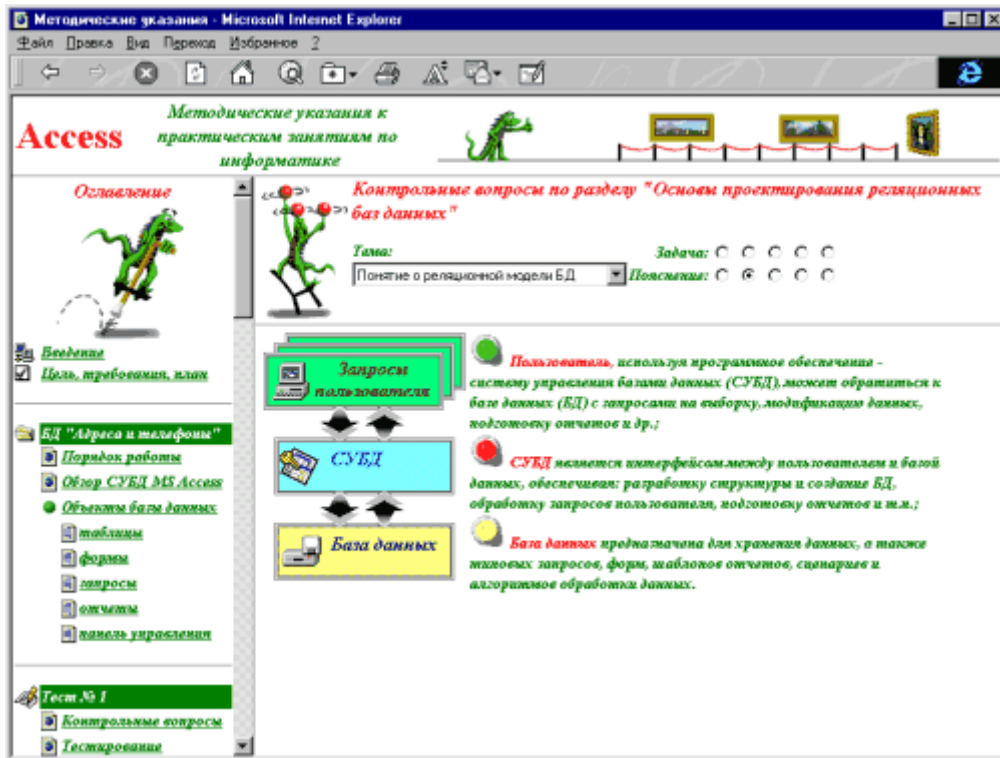 Методические указания - Microsoft Internet Explorer
Файл Правка Вид Переход Избранное ?
Access
Методические указания к
практическим занятиям по
информатике
Оглавление
Введение
Цель, требования, план
БД "Адреса и телефоны"
Порядок работы
Обзор СУБД MS Access
Объекты базы данных
таблицы
формы
запросы
отчеты
панель управления
Тест № 1
Контрольные вопросы
Тестирование
Контрольные вопросы по разделу "Основы проектирования реляционных
баз данных"
Тема:
Задача:
Понятие о реляционной модели БД
Пояснение:
Запросы
пользователя
СУБД
База данных
Пользователь, используя программное обеспечение -
систему управления базами данных (СУБД), может обратиться к
базе данных (БД) с запросами на выборку, модификацию данных,
подготовку отчетов и др.;
СУБД является интерфейсом между пользователем и базой
данных, обеспечивая: разработку структуры и создание БД,
обработку запросов пользователя, подготовку отчетов и т.п.;
База данных предназначена для хранения данных, а также
типовых запросов, форм, шаблонов отчетов, сценариев и
алгоритмов обработки данных.